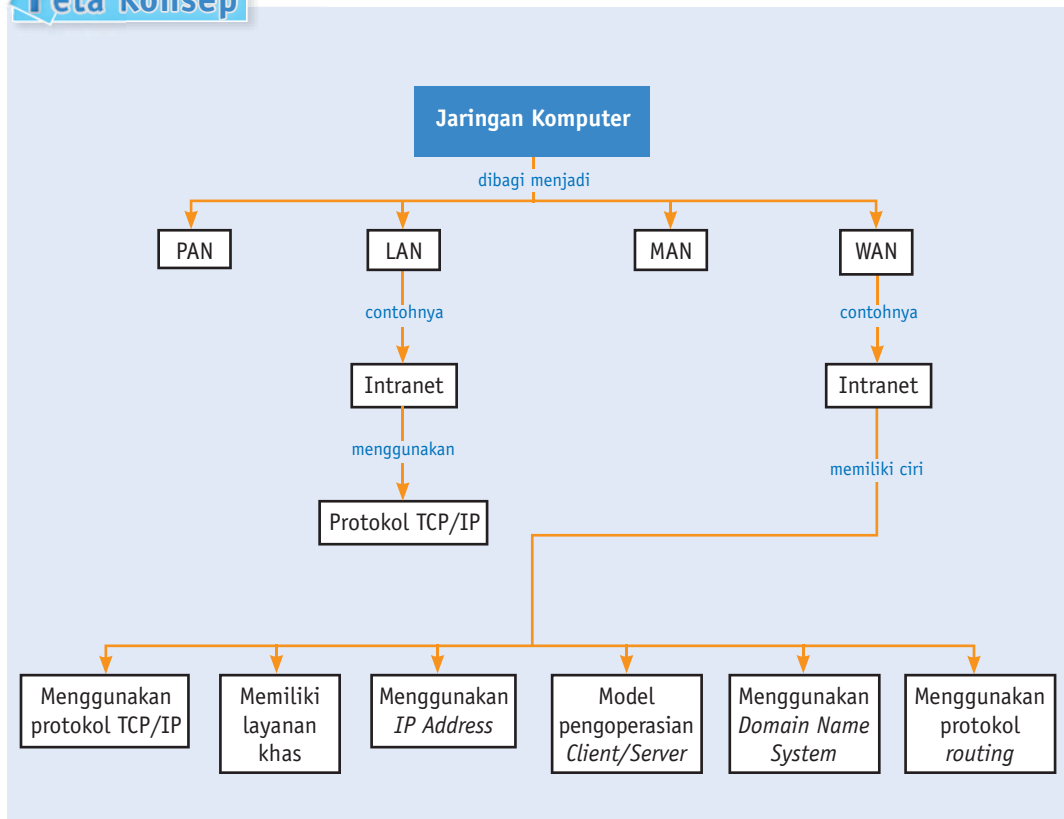 Peta Konsep
Jaringan Komputer
dibagi menjadi
PAN
LAN
MAN
WAN
contohnya
contohnya
Intranet
Intranet
menggunakan
memiliki ciri
Protokol TCP/IP
Menggunakan
protokol TCP/IP
Memiliki
layanan
khas
Menggunakan
IP Address
Model
pengoperasian
Client/Server
Menggunakan
Domain Name
System
Menggunakan
protokol
routing